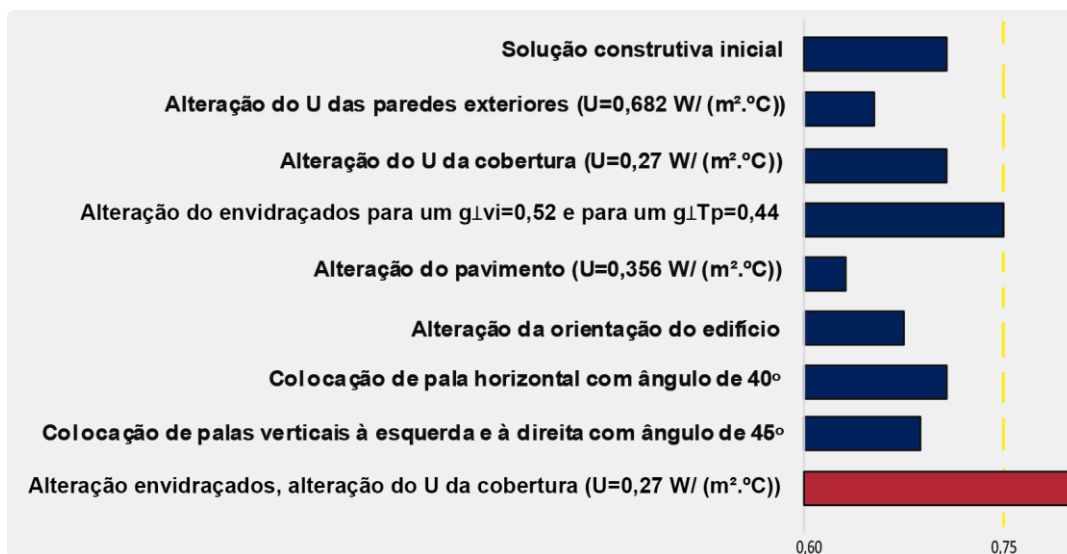 Solução construtiva inicial
Alteração do U das paredes exteriores (U=0,682 W/ (m².ºC))
Alteração do U da cobertura (U=0,27 W/ (m².ºC))
Alteração do envidraçados para um g⊥vi=0,52 e para um g⊥Tp=0,44
Alteração do pavimento (U=0,356 W/ (m².ºC))
Alteração da orientação do edifício
Colocação de pala horizontal com ângulo de 40º
Colocação de palas verticais à esquerda e à direita com ângulo de 45º
Alteração envidraçados, alteração do U da cobertura (U=0,27 W/ (m².ºC))
0,60 0,75